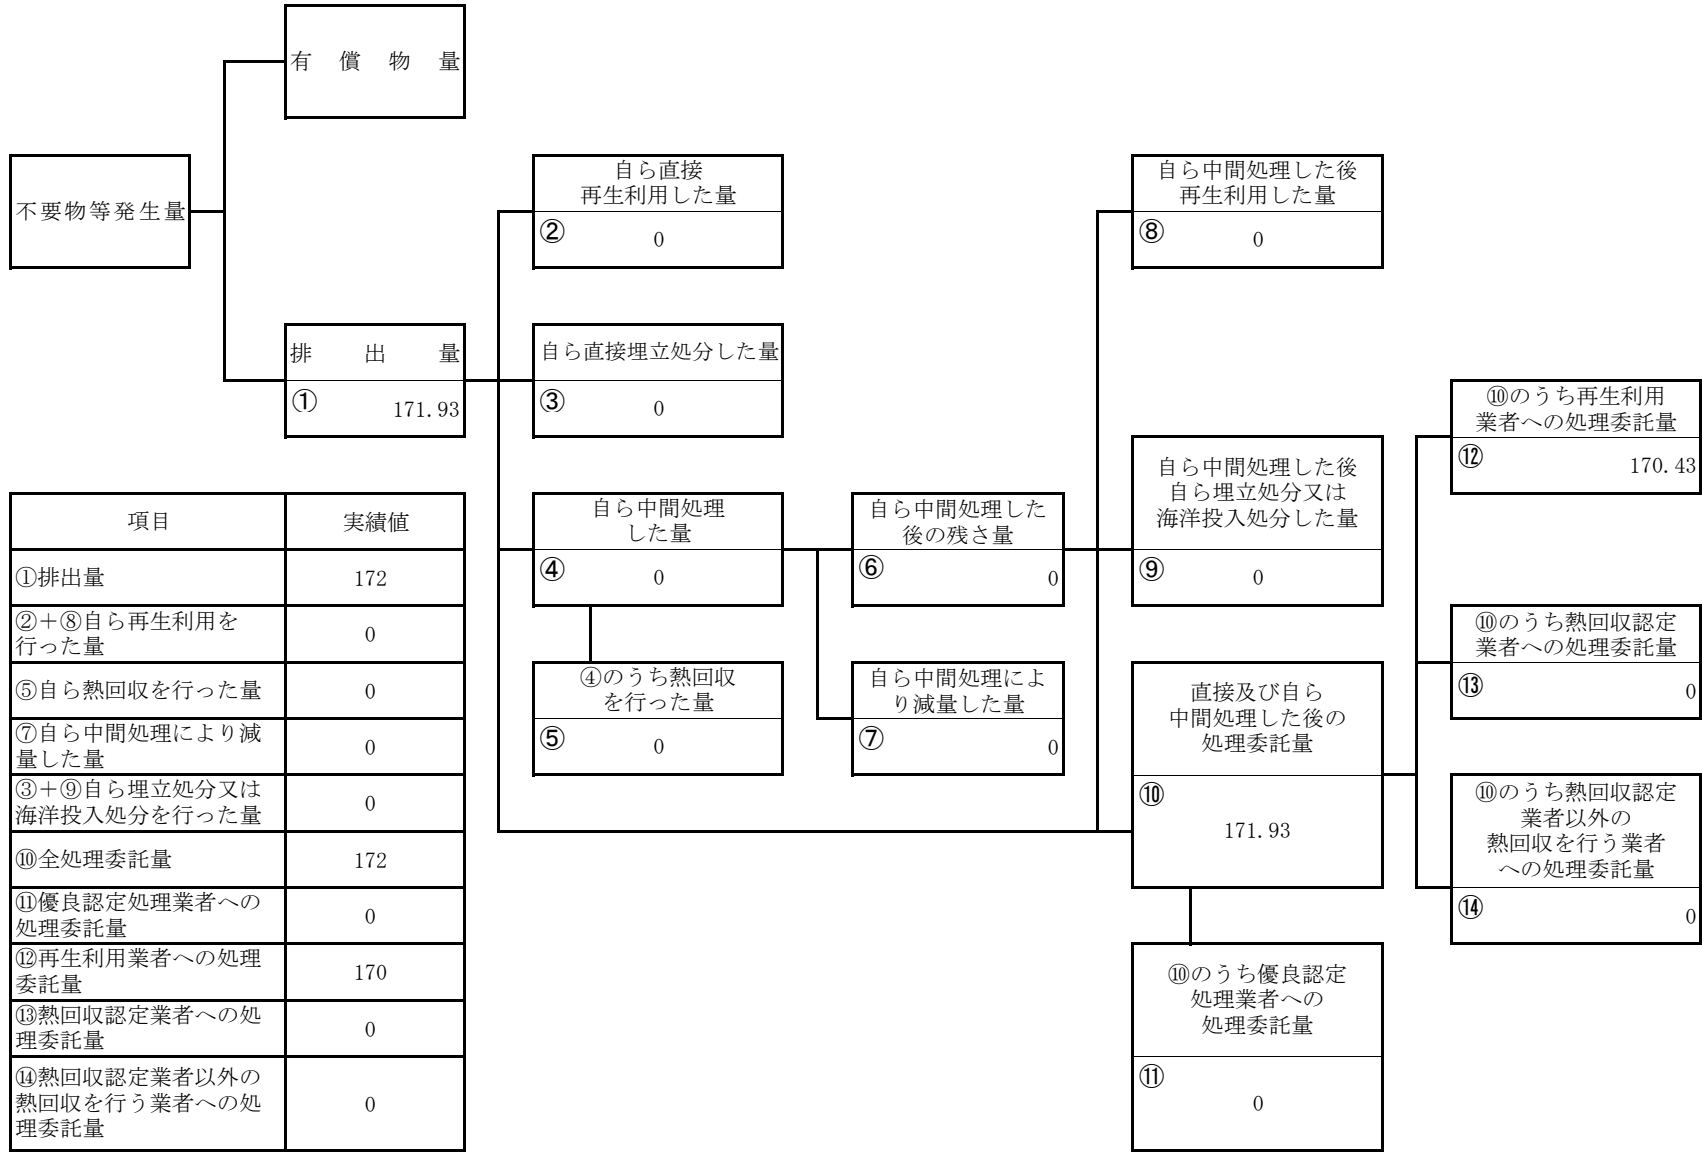 有償物量
不要物等発生量
排出量
① 171.93
自ら直接
再生利用した量
② 0
自ら直接埋立処分した量
③ 0
自ら中間処理
した量
④ 0
④のうち熱回収
を行った量
⑤ 0
自ら中間処理した
後の残さ量
⑥ 0
自ら中間処理によ
り減量した量
⑦ 0
自ら中間処理した後
再生利用した量
⑧ 0
自ら中間処理した後
自ら埋立処分又は
海洋投入処分した量
⑨ 0
直接及び自ら
中間処理した後の
処理委託量
⑩
171.93
⑩のうち優良認定
処理業者への
処理委託量
⑪
0
⑩のうち再生利用
業者への処理委託量
⑫ 170.43
⑩のうち熱回収認定
業者への処理委託量
⑬ 0
⑩のうち熱回収認定
業者以外の
熱回収を行う業者
への処理委託量
⑭ 0
項目 実績値
①排出量 172
②+⑧自ら再生利用を
行った量 0
⑤自ら熱回収を行った量 0
⑦自ら中間処理により減
量した量 0
③+⑨自ら埋立処分又は
海洋投入処分を行った量 0
⑩全処理委託量 172
⑪優良認定処理業者への
処理委託量 0
⑫再生利用業者への処理
委託量 170
⑬熱回収認定業者への処
理委託量 0
⑭熱回収認定業者以外の
熱回収を行う業者への処
理委託量 0